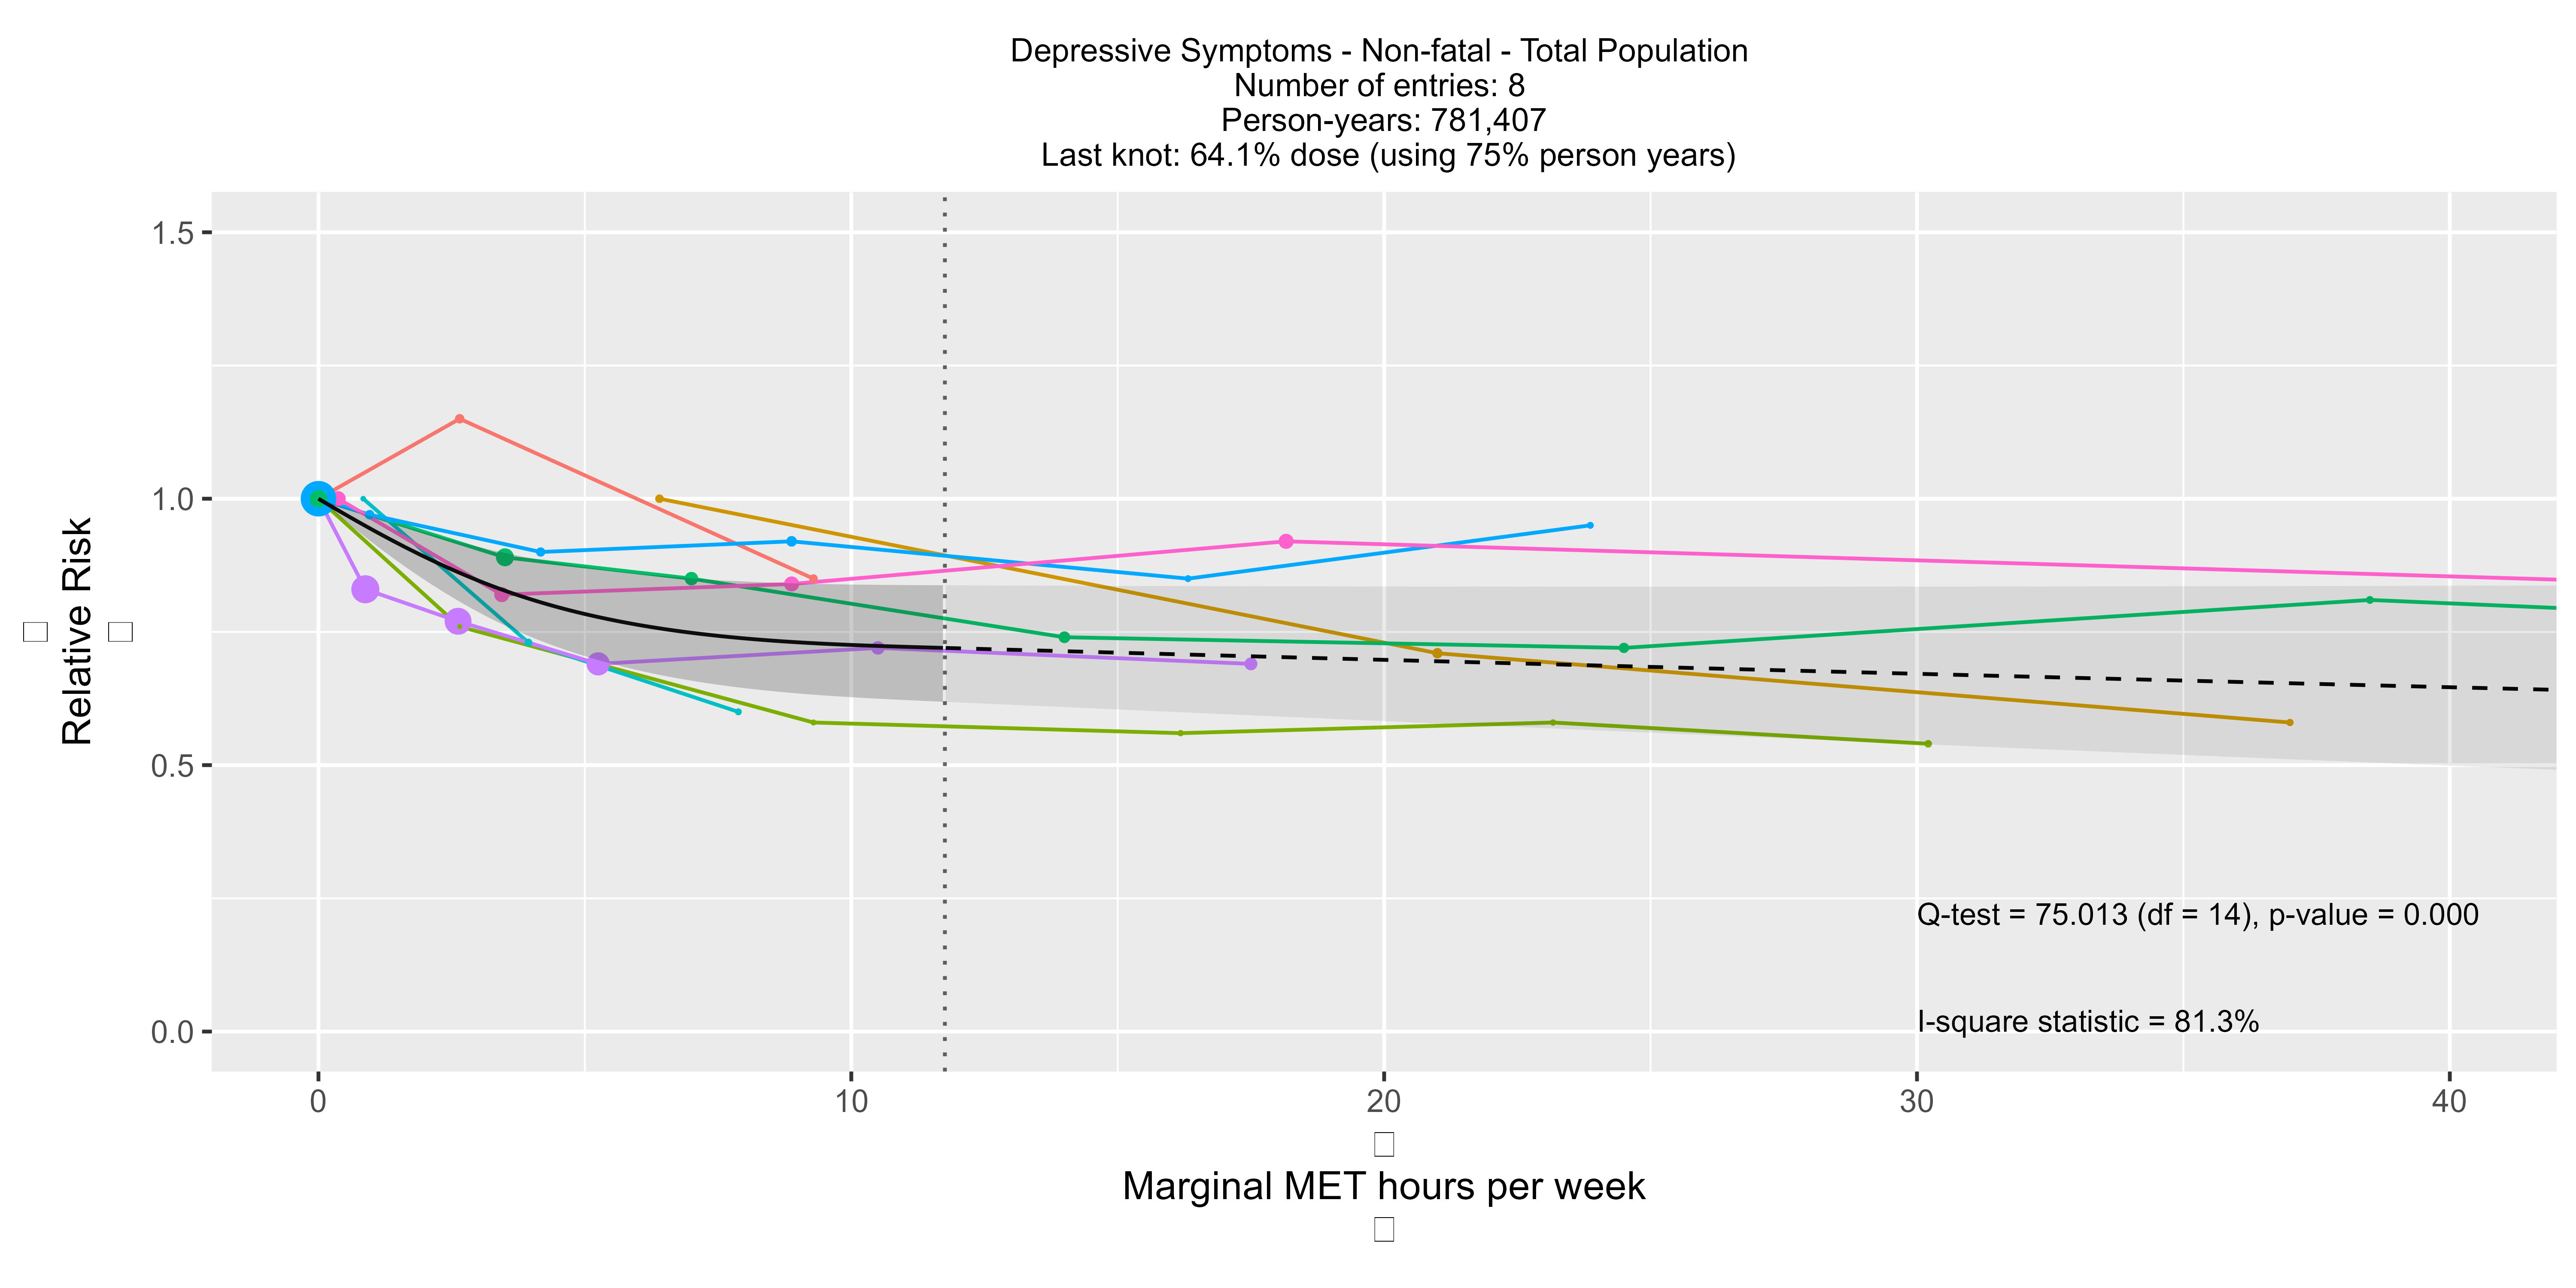 Depressive Symptoms - Non-fatal - Total Population
Number of entries: 8
Person-years: 781,407
Last knot: 64.1% dose (using 75% person years)
1.5
1.0
0.5
0.0
Relative Risk
Q-test = 75.013 (df = 14), p-value = 0.000
I-square statistic = 81.3%
0 10 20 30 40
Marginal MET hours per week